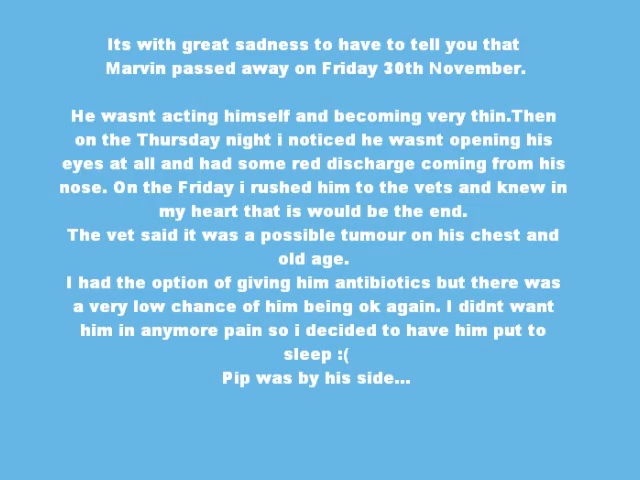 Its with great sadness to have to tell you that
Marvin passed away on Friday 30th November.
He wasnt acting himself and becoming very thin.Then
on the Thursday night i noticed he wasnt opening his
eyes at all and had some red discharge coming from his
nose. On the Friday i rushed him to the vets and knew in
my heart that is would be the end.
The vet said it was a possible tumour on his chest and
old age.
I had the option of giving him antibiotics but there was
a very low chance of him being ok again. I didnt want
him in anymore pain so i decided to have him put to
sleep :(
Pip was by his side...